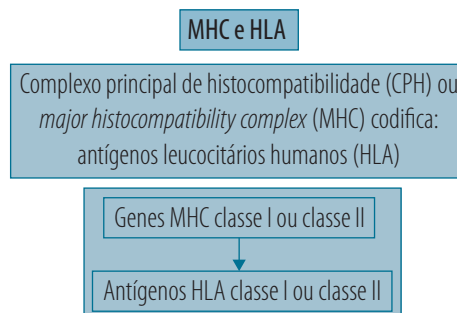 MHC e HLA
Complexo principal de histocompatibilidade (CPH) ou
major histocompatibility complex (MHC) codifica:
antígenos leucocitários humanos (HLA)
Genes MHC classe I ou classe II
Antígenos HLA classe I ou classe II